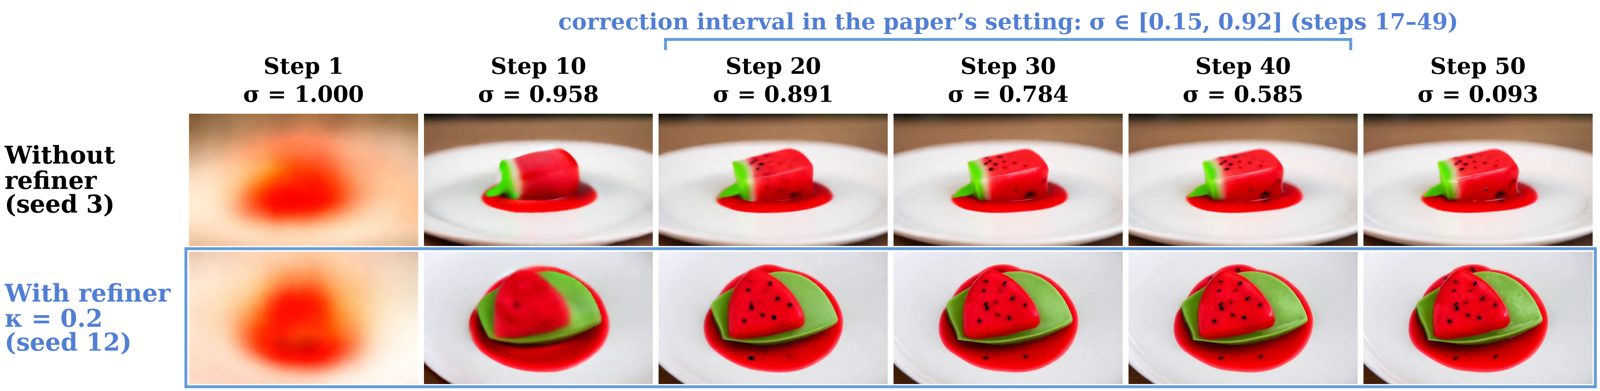 correction interval in the paper’s setting: σ ∈ [0.15, 0.92] (steps 17–49)
Step 1
σ = 1.000
Step 10
σ = 0.958
Step 20
σ = 0.891
Step 30
σ = 0.784
Step 40
σ = 0.585
Step 50
σ = 0.093
Without
refiner
(seed 3)
With refiner
κ = 0.2
(seed 12)